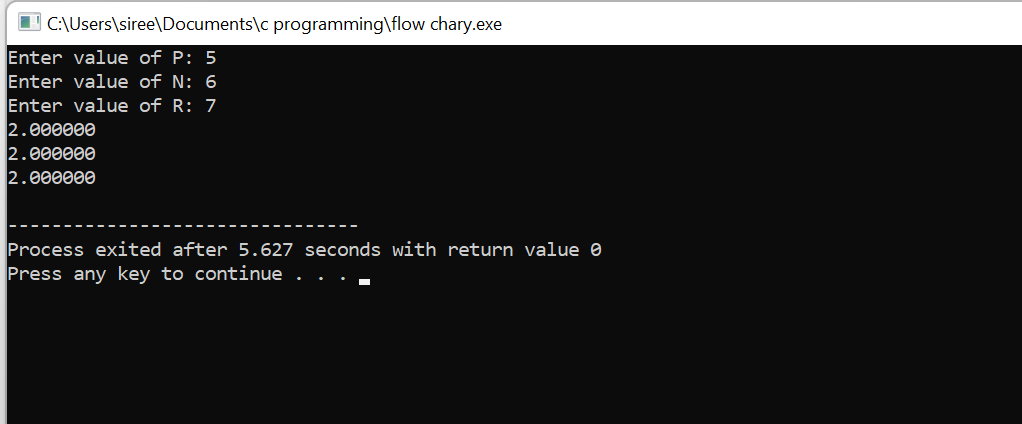 C:\Users\siree\Documents\c programming\flow chary.exe
Enter value of P: 5
Enter value of N: 6
Enter value of R: 7
2.000000
2.000000
2.000000
--------------------------------
Process exited after 5.627 seconds with return value 0
Press any key to continue . . .